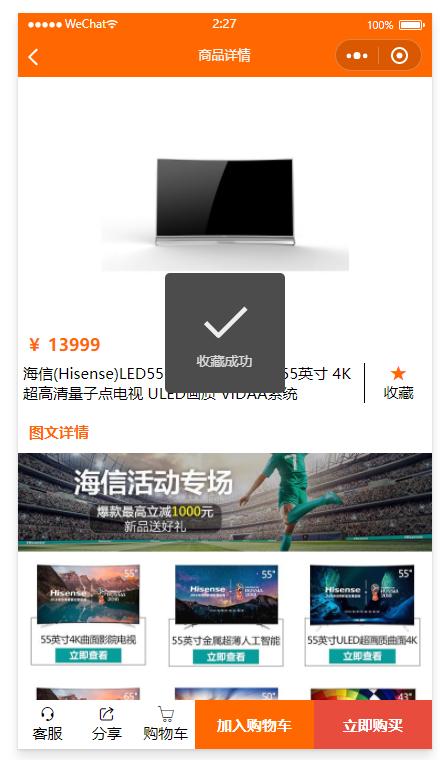 WeChat
2:27
100%
商品详情
收藏成功
¥ 13999
海信(Hisense)LED55
55英寸 4K
超高清量子点电视 ULED画质 VIDAA系统
收藏
图文详情
海信活动专场
爆款最高立减1000元
新品送好礼
Hisense
55"
55英寸4K曲面影院电视
立即查看
Hisense
55"
55英寸金属超薄人工智能
立即查看
Hisense
55"
55英寸ULED超画质曲面4K
立即查看
65"
50"
43"
客服
分享
购物车
加入购物车
立即购买